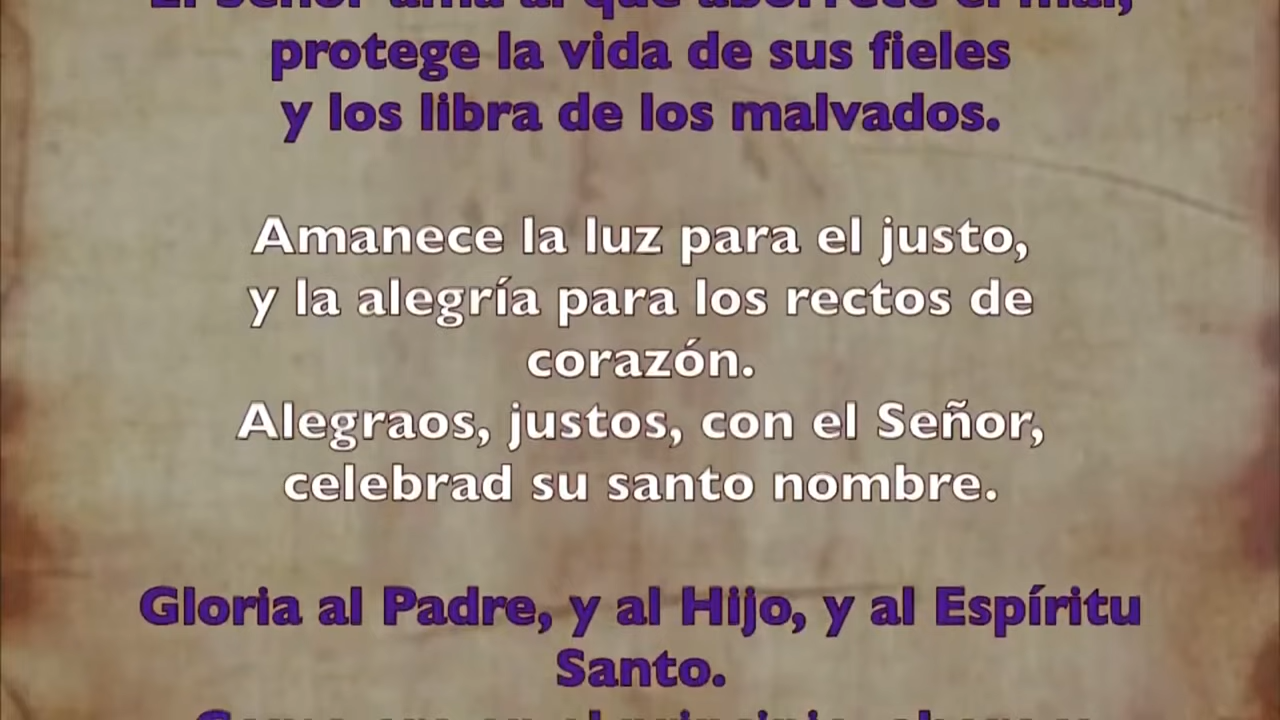 El Señor ama al que aborrece el mal,
protege la vida de sus fieles
y los libra de los malvados.
Amanece la luz para el justo,
y la alegría para los rectos de
corazón.
Alegraos, justos, con el Señor,
celebrad su santo nombre.
Gloria al Padre, y al Hijo, y al Espíritu
Santo.